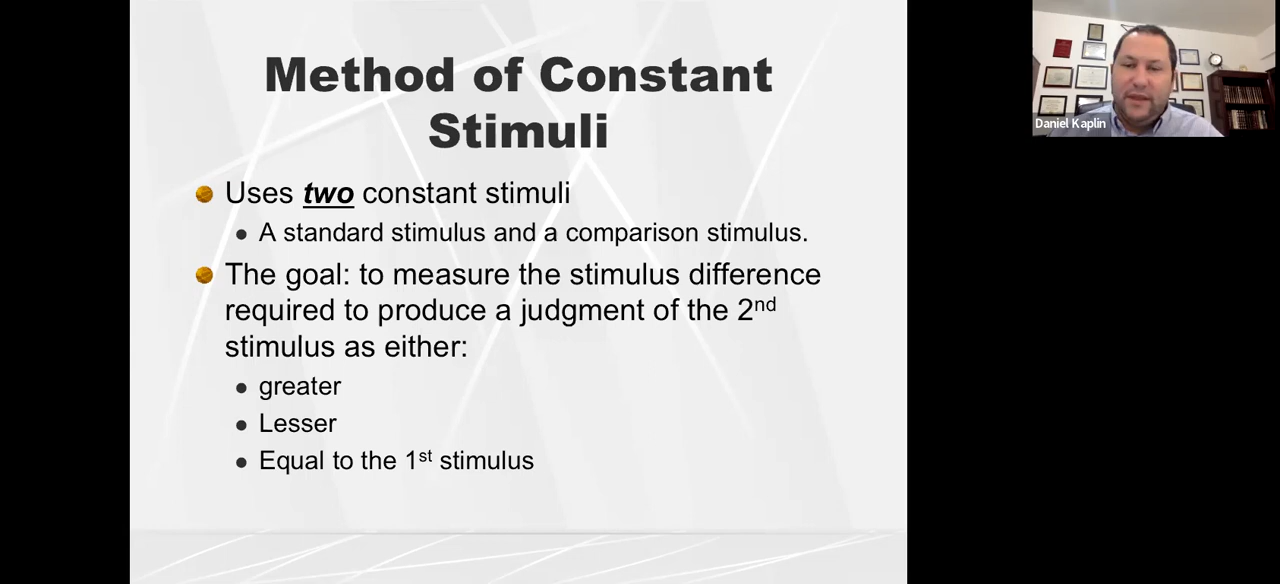 Method of Constant
Stimuli
Uses two constant stimuli
A standard stimulus and a comparison stimulus.
The goal: to measure the stimulus difference
required to produce a judgment of the 2nd
stimulus as either:
greater
Lesser
Equal to the 1st stimulus
Daniel Kaplin